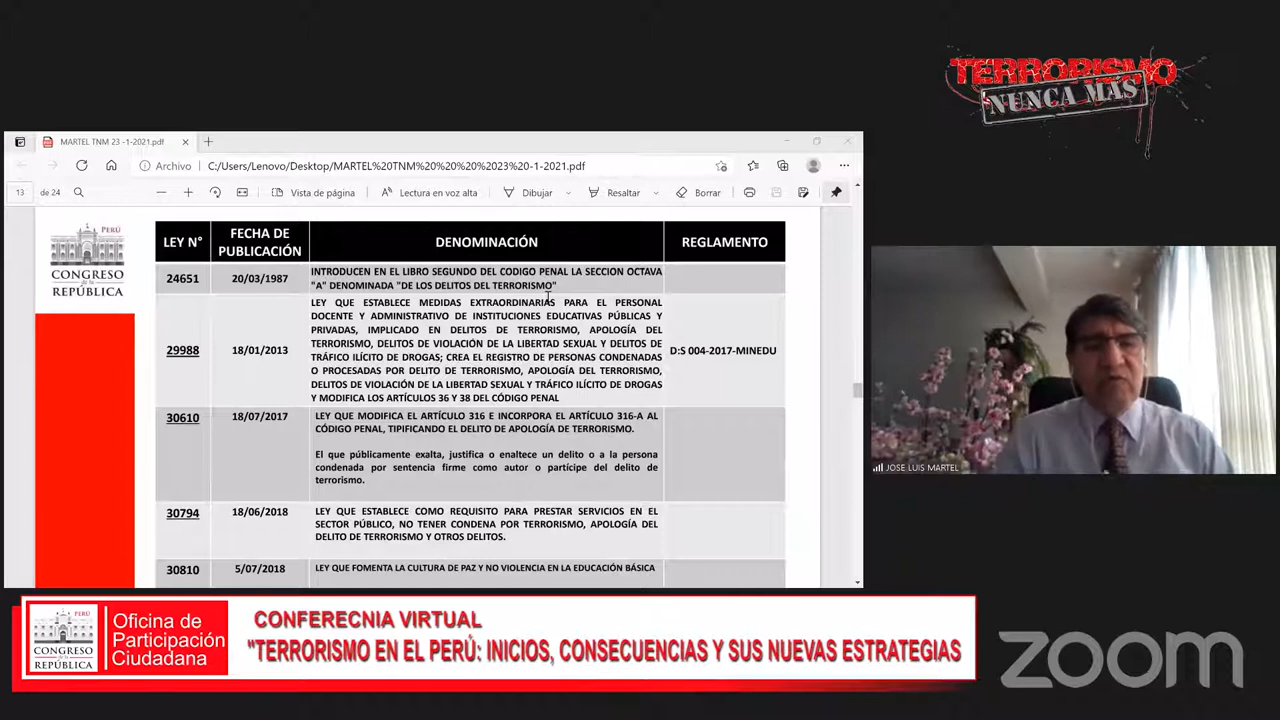 TERRORISMO
NUNCA MÁS
MARTEL TNM 23 -1-2021.pdf
Archivo
C:/Users/Lenovo/Desktop/MARTEL%20TNM%20%20%20%2023%20-1-2021.pdf
13 de 24
Vista de página
Lectura en voz alta
Dibujar
Resaltar
Borrar
PERÚ
CONGRESO
de la
REPÚBLICA
LEY N° FECHA DE PUBLICACIÓN DENOMINACIÓN REGLAMENTO
24651 20/03/1987
INTRODUCEN EN EL LIBRO SEGUNDO DEL CODIGO PENAL LA SECCION OCTAVA
"A" DENOMINADA "DE LOS DELITOS DEL TERRORISMO"
29988 18/01/2013
LEY QUE ESTABLECE MEDIDAS EXTRAORDINARIAS PARA EL PERSONAL
DOCENTE Y ADMINISTRATIVO DE INSTITUCIONES EDUCATIVAS PÚBLICAS Y
PRIVADAS, IMPLICADO EN DELITOS DE TERRORISMO, APOLOGÍA DEL
TERRORISMO, DELITOS DE VIOLACIÓN DE LA LIBERTAD SEXUAL Y DELITOS DE
TRÁFICO ILÍCITO DE DROGAS; CREA EL REGISTRO DE PERSONAS CONDENADAS
O PROCESADAS POR DELITO DE TERRORISMO, APOLOGÍA DEL TERRORISMO,
DELITOS DE VIOLACIÓN DE LA LIBERTAD SEXUAL Y TRÁFICO ILÍCITO DE DROGAS
Y MODIFICA LOS ARTÍCULOS 36 Y 38 DEL CÓDIGO PENAL
D:S 004-2017-MINEDU
30610 18/07/2017
LEY QUE MODIFICA EL ARTÍCULO 316 E INCORPORA EL ARTÍCULO 316-A AL
CÓDIGO PENAL, TIPIFICANDO EL DELITO DE APOLOGÍA DE TERRORISMO.
El que públicamente exalta, justifica o enaltece un delito o a la persona
condenada por sentencia firme como autor o partícipe del delito de
terrorismo.
30794 18/06/2018
LEY QUE ESTABLECE COMO REQUISITO PARA PRESTAR SERVICIOS EN EL
SECTOR PÚBLICO, NO TENER CONDENA POR TERRORISMO, APOLOGÍA DEL
DELITO DE TERRORISMO Y OTROS DELITOS.
30810 5/07/2018
LEY QUE FOMENTA LA CULTURA DE PAZ Y NO VIOLENCIA EN LA EDUCACIÓN BÁSICA
JOSE LUIS MARTEL
PERÚ
CONGRESO
de la
REPÚBLICA
Oficina de
Participación
Ciudadana
CONFERECNIA VIRTUAL
"TERRORISMO EN EL PERÚ: INICIOS, CONSECUENCIAS Y SUS NUEVAS ESTRATEGIAS
zoom